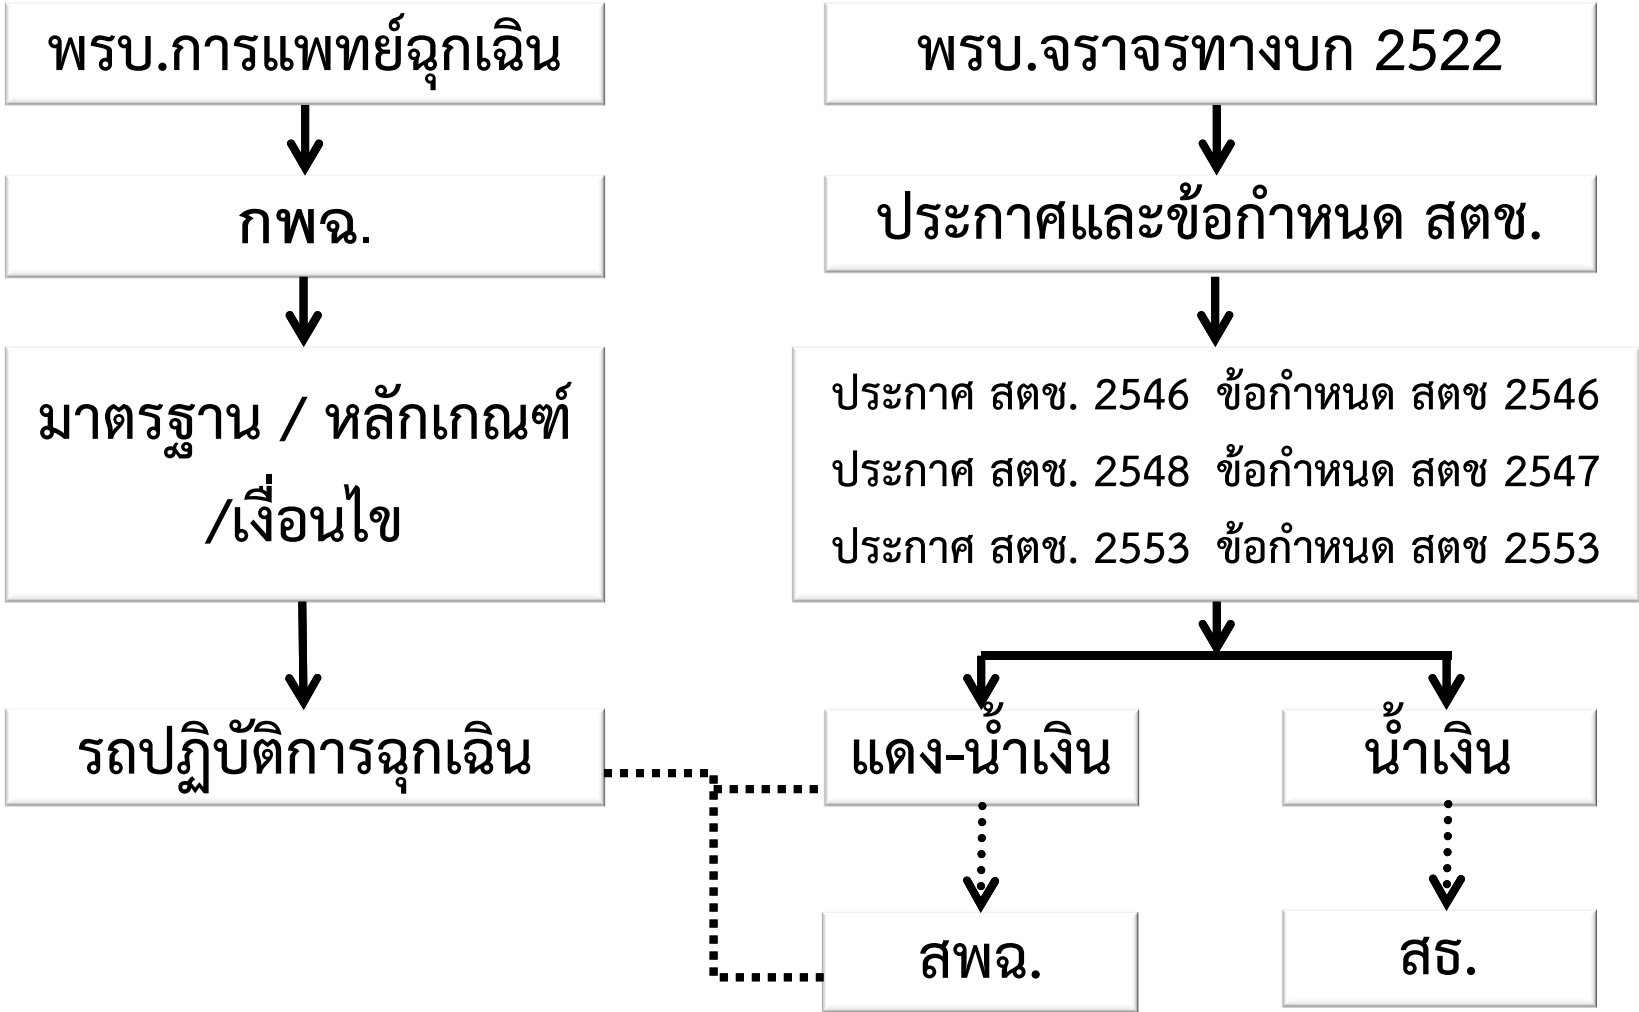 พรบ.การแพทย์ฉุกเฉิน
กพฉ.
มาตรฐาน / หลักเกณฑ์
/เงื่อนไข
รถปฏิบัติการฉุกเฉิน
พรบ.จราจรทางบก 2522
ประกาศและข้อกำหนด สตช.
ประกาศ สตช. 2546 ข้อกำหนด สตช 2546
ประกาศ สตช. 2548 ข้อกำหนด สตช 2547
ประกาศ สตช. 2553 ข้อกำหนด สตช 2553
แดง-น้ำเงิน
น้ำเงิน
สพฉ.
สธ.